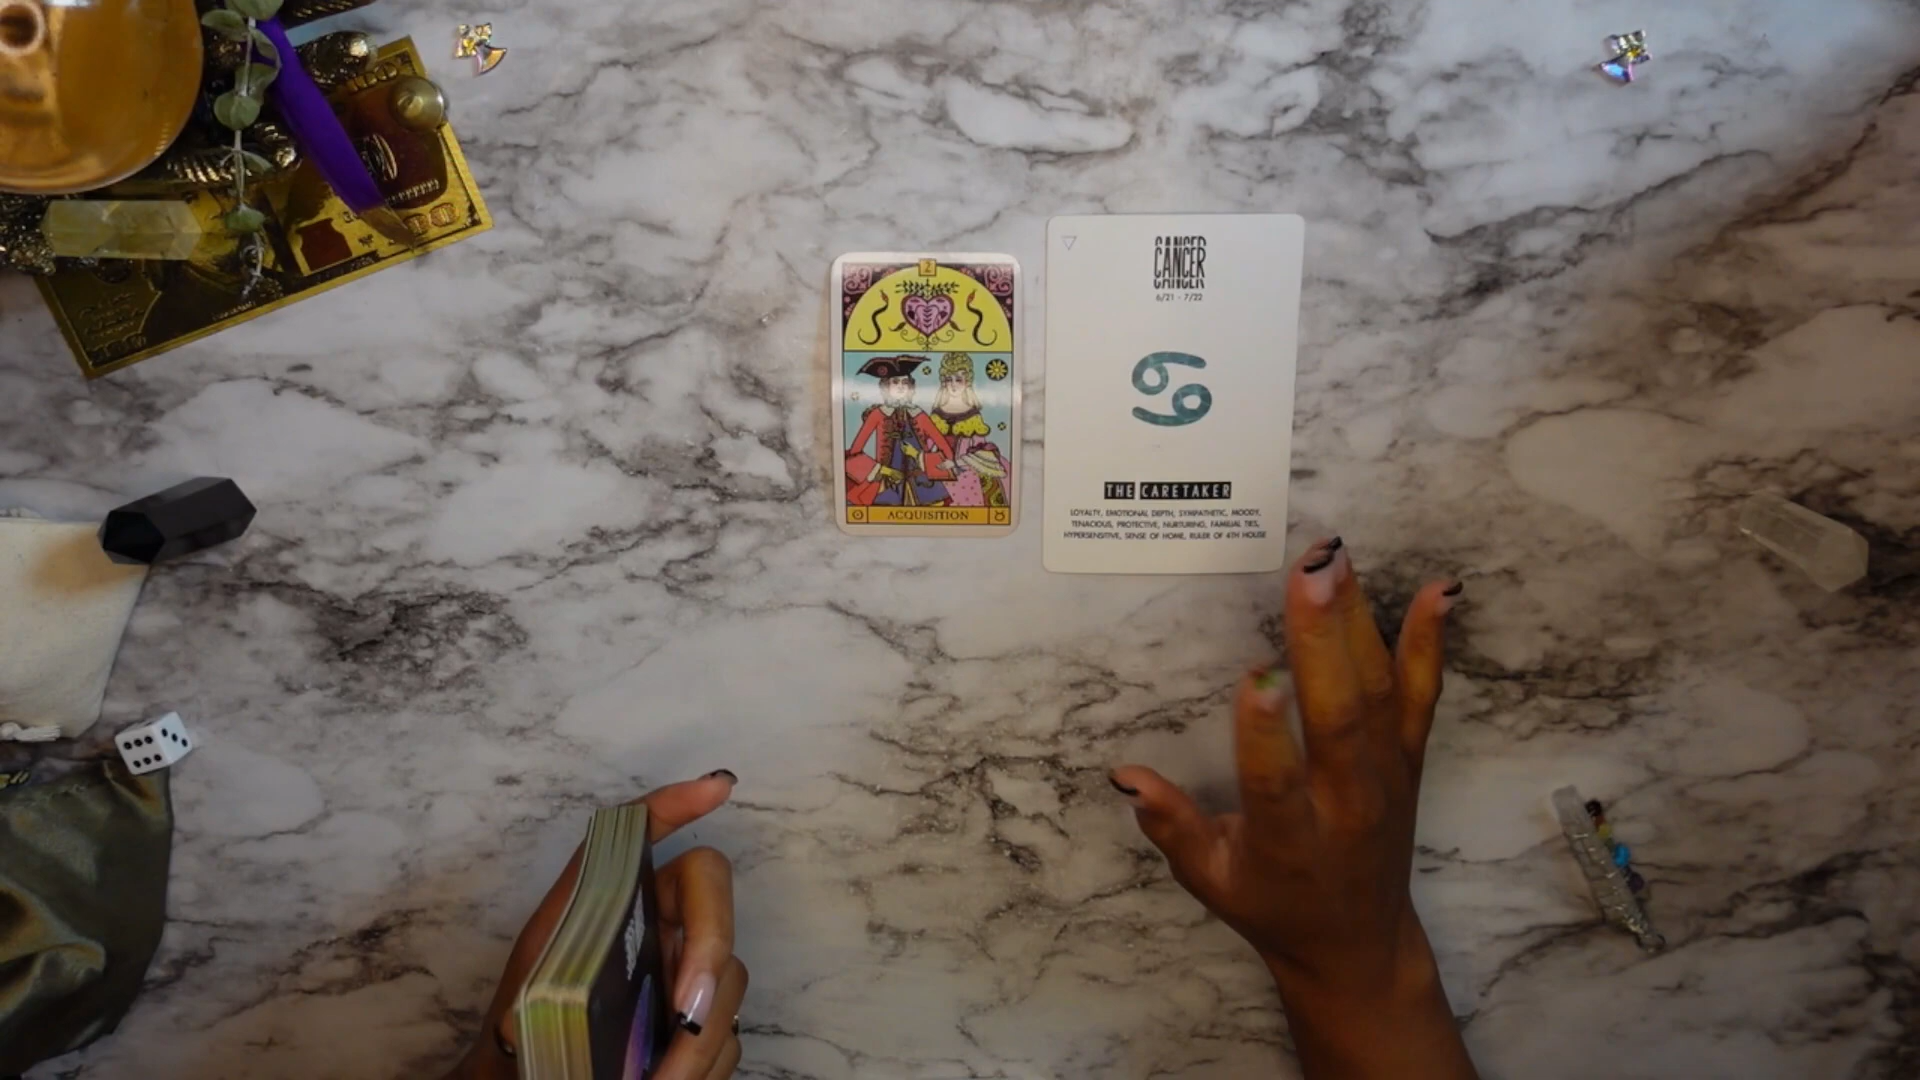 2
ACQUISITION
CANCER
6/21 - 7/22
THE CARETAKER
LOYALTY, EMOTIONAL DEPTH, SYMPATHETIC, MOODY,
TENACIOUS, PROTECTIVE, NURTURING, FAMILIAL TIES,
HYPERSENSITIVE, SENSE OF HOME, RULER OF 4TH HOUSE
100